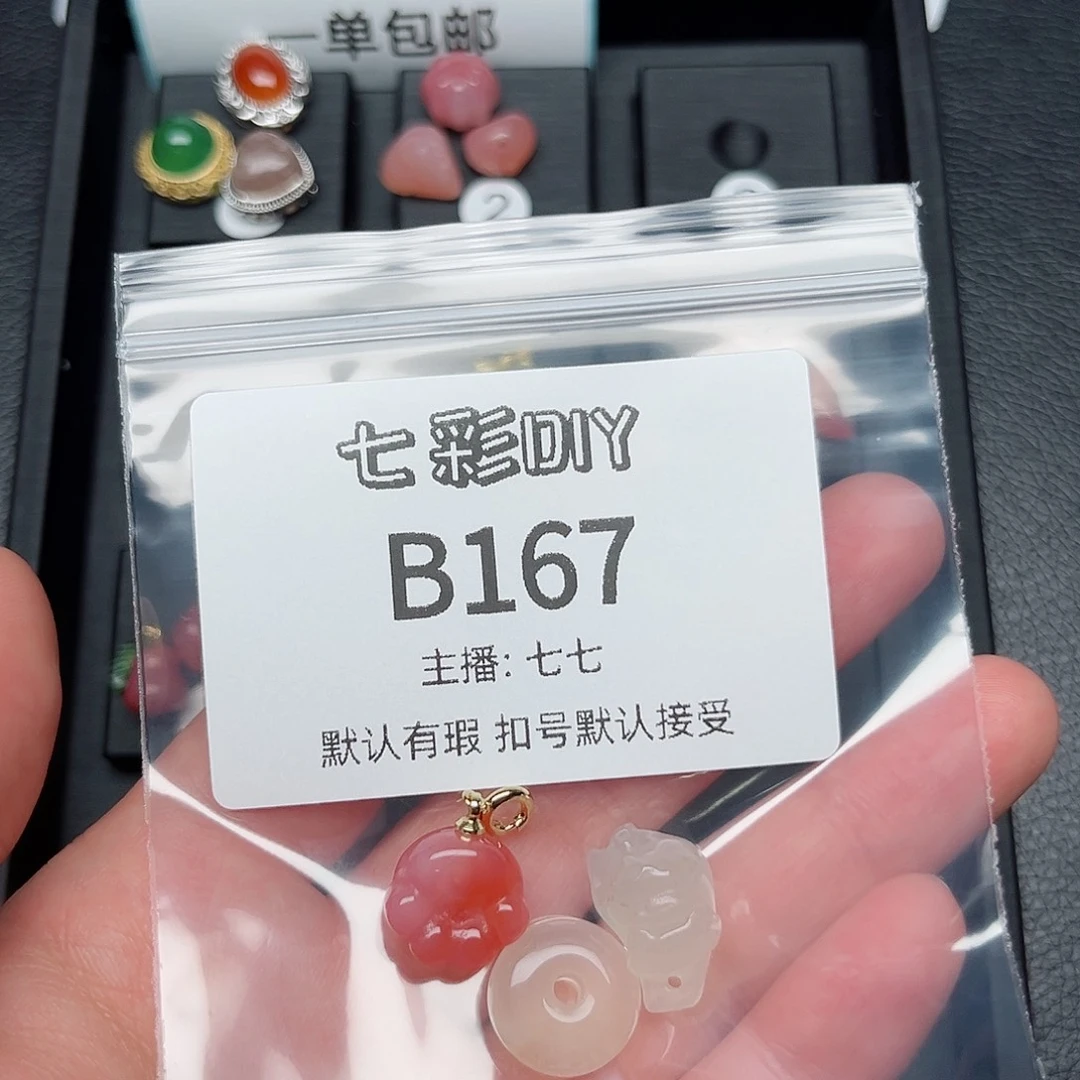 一单包邮
2
七彩DIY
B167
主播: 七七
默认有瑕 扣号默认接受